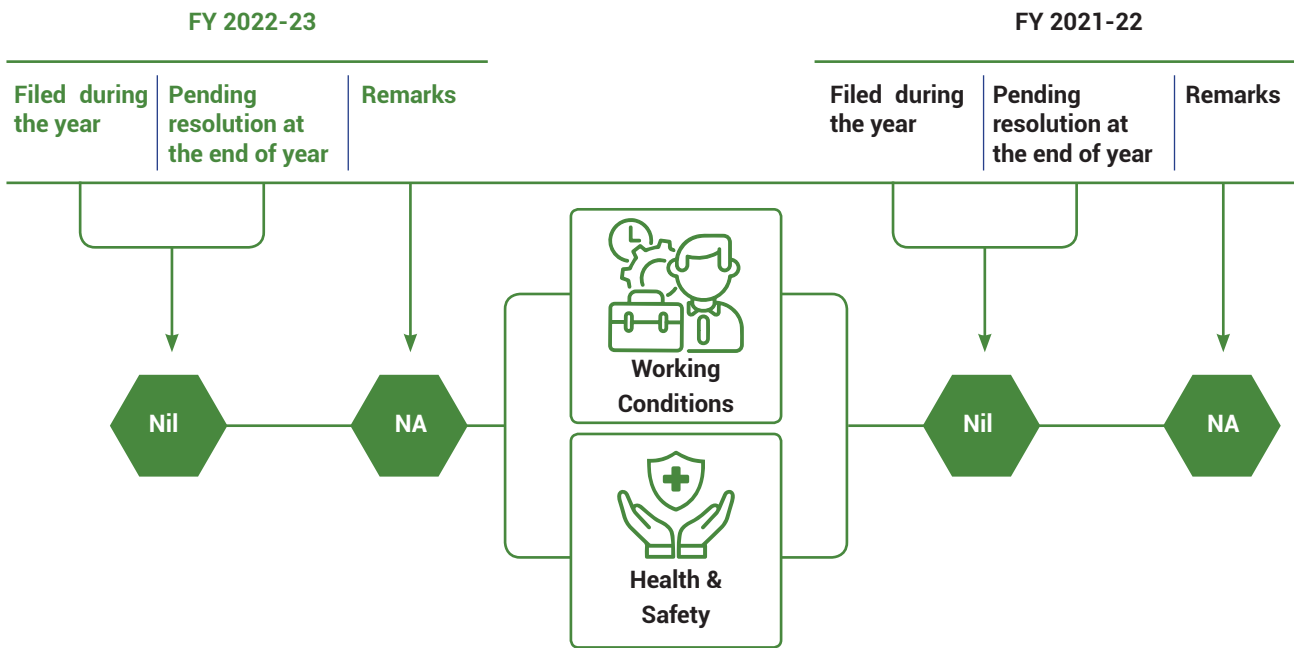 FY 2022-23
Filed during
the year
Pending
resolution at
the end of year
Remarks
Nil
NA
Working
Conditions
Health &
Safety
FY 2021-22
Filed during
the year
Pending
resolution at
the end of year
Remarks
Nil
NA